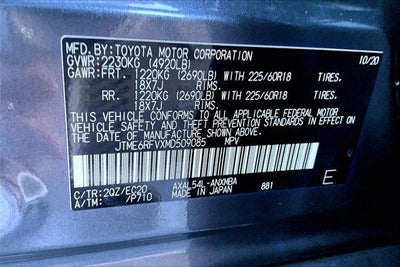 MFD.BY:TOYOTA MOTOR CORPORATION 10/20
GVWR:2230KG (4920LB)
GAWR:FRT. 1220KG (2690LB) WITH 225/60R18 TIRES.
18X7J RIMS
RR. 1220KG (2690LB) WITH 225/60R18 TIRES.
18X7J RIMS
THIS VEHICLE CONFORMS TO ALL APPLICABLE FEDERAL MOTOR
VEHICLE SAFETY AND THEFT PREVENTION STANDARDS IN EFFECT ON
THE DATE OF MANUFACTURE SHOWN ABOVE.
JTME6RFVXMD509085 MPV
C/TR:2QZ/EC20 AXAL54L-ANXMBA 881
A/TM: /P710 MADE IN JAPAN E